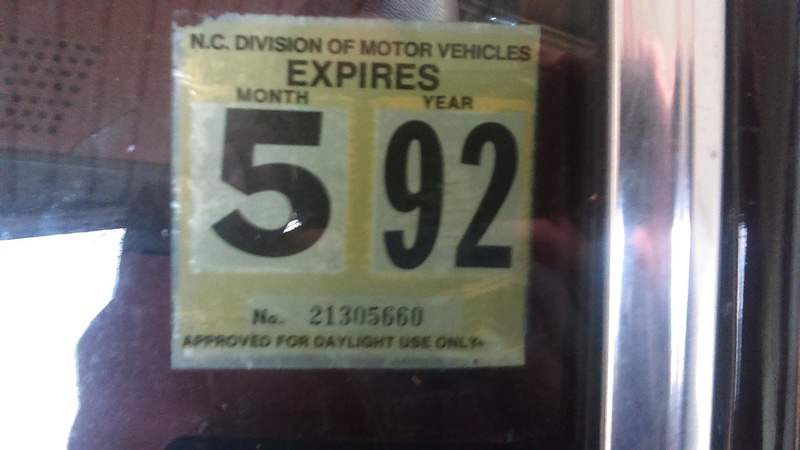 N.C. DIVISION OF MOTOR VEHICLES
EXPIRES
MONTH YEAR
5 92
No. 21305660
APPROVED FOR DAYLIGHT USE ONLY